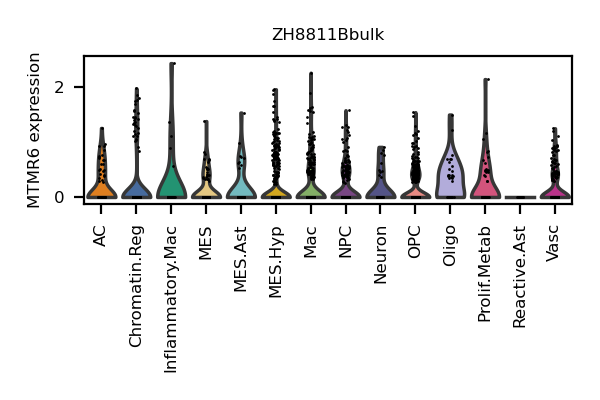 ZH8811Bbulk
MTMR6 expression
2
0
AC
Chromatin.Reg
Inflammatory.Mac
MES
MES.Ast
MES.Hyp
Mac
NPC
Neuron
OPC
Oligo
Prolif.Metab
Reactive.Ast
Vasc